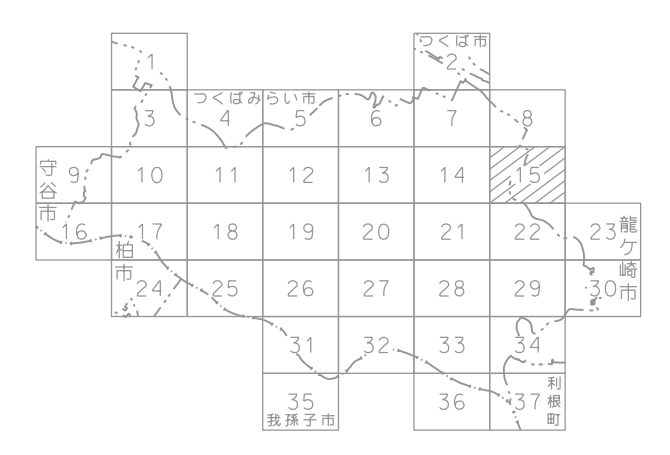 つくば市
1 2
つくばみらい市
3 4 5 6 7 8
守谷市
9 10 11 12 13 14 15
16 17 18 19 20 21 22 23
龍ケ崎市
柏市
24 25 26 27 28 29 30
31 32 33 34
利根町
35 36 37
我孫子市